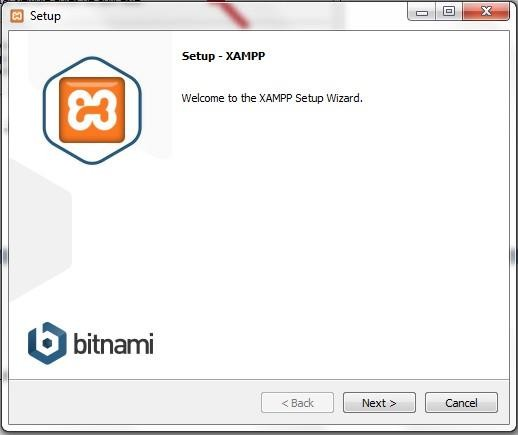 Setup
Setup - XAMPP
Welcome to the XAMPP Setup Wizard.
bitnami
< Back
Next >
Cancel